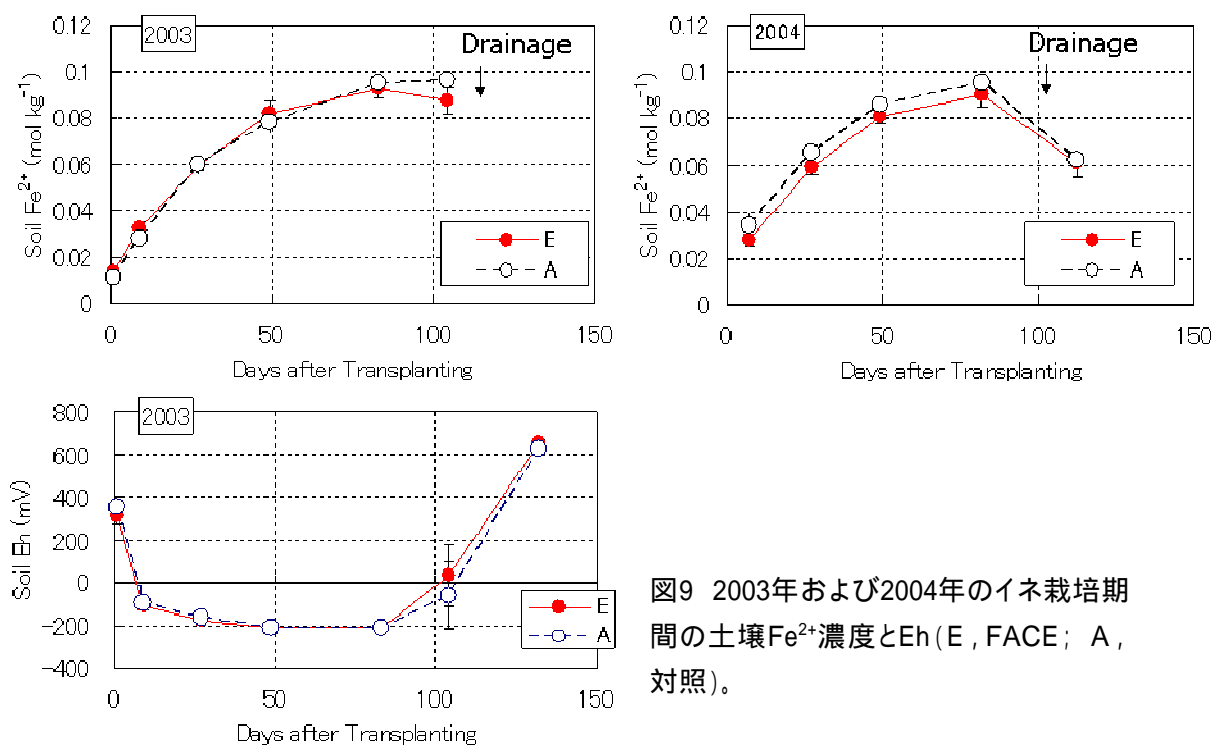 0.12
0.1
0.08
0.06
0.04
0.02
0
Soil Fe²⁺ (mol kg⁻¹)
2003
Drainage
E
A
0 50 100 150
Days after Transplanting
0.12
0.1
0.08
0.06
0.04
0.02
0
Soil Fe²⁺ (mol kg⁻¹)
2004
Drainage
E
A
0 50 100 150
Days after Transplanting
800
600
400
200
0
-200
-400
Soil Eh (mV)
2003
E
A
0 50 100 150
Days after Transplanting
図9 2003年および2004年のイネ栽培期
間の土壌Fe²⁺濃度とEh(E , FACE; A ,
対照)。